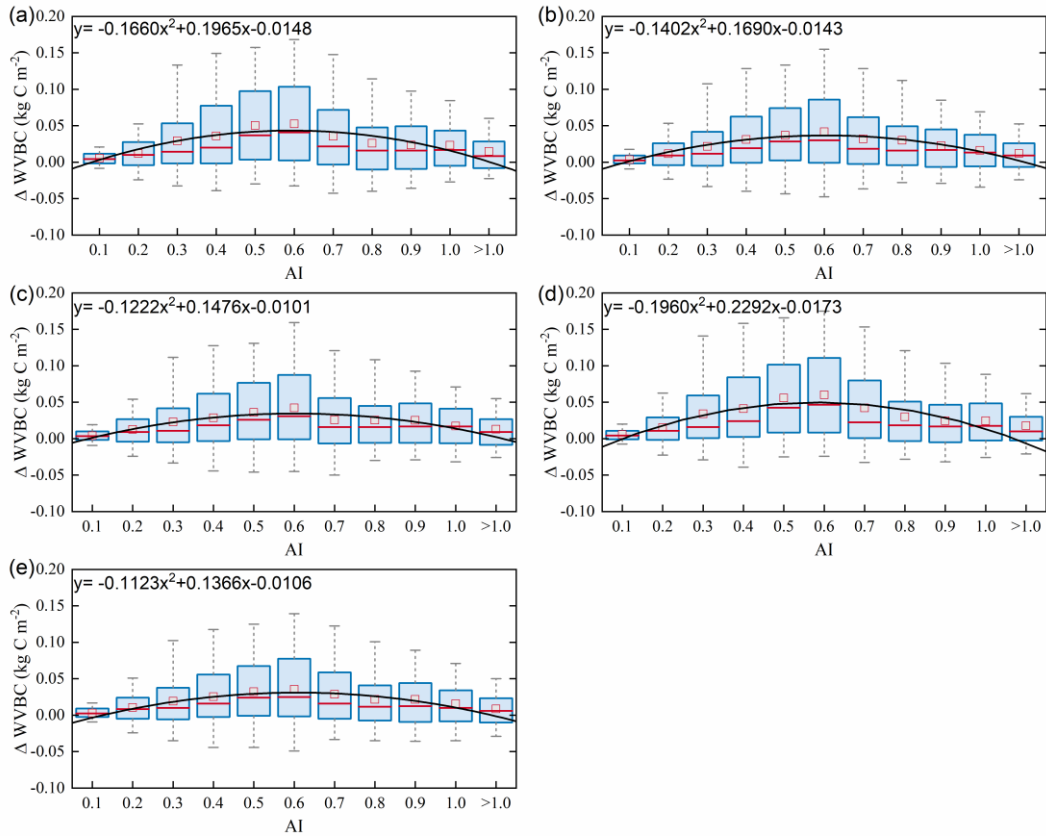 (a)
y= -0.1660x²+0.1965x-0.0148
0.20
0.15
0.10
0.05
0.00
-0.05
-0.10
Δ WVBC (kg C m⁻²)
0.1 0.2 0.3 0.4 0.5 0.6 0.7 0.8 0.9 1.0 >1.0
AI
(b)
y= -0.1402x²+0.1690x-0.0143
0.20
0.15
0.10
0.05
0.00
-0.05
-0.10
Δ WVBC (kg C m⁻²)
0.1 0.2 0.3 0.4 0.5 0.6 0.7 0.8 0.9 1.0 >1.0
AI
(c)
y= -0.1222x²+0.1476x-0.0101
0.20
0.15
0.10
0.05
0.00
-0.05
-0.10
Δ WVBC (kg C m⁻²)
0.1 0.2 0.3 0.4 0.5 0.6 0.7 0.8 0.9 1.0 >1.0
AI
(d)
y= -0.1960x²+0.2292x-0.0173
0.20
0.15
0.10
0.05
0.00
-0.05
-0.10
Δ WVBC (kg C m⁻²)
0.1 0.2 0.3 0.4 0.5 0.6 0.7 0.8 0.9 1.0 >1.0
AI
(e)
y= -0.1123x²+0.1366x-0.0106
0.20
0.15
0.10
0.05
0.00
-0.05
-0.10
Δ WVBC (kg C m⁻²)
0.1 0.2 0.3 0.4 0.5 0.6 0.7 0.8 0.9 1.0 >1.0
AI